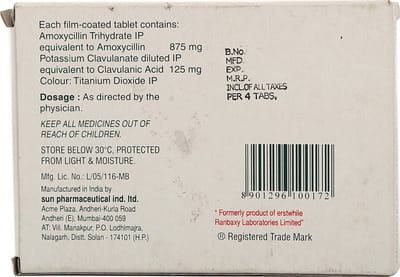 Each film-coated tablet contains:
Amoxycillin Trihydrate IP
equivalent to Amoxycillin 875 mg
Potassium Clavulanate diluted IP
equivalent to Clavulanic Acid 125 mg
Colour: Titanium Dioxide IP
Dosage : As directed by the
physician.
KEEP ALL MEDICINES OUT OF
REACH OF CHILDREN.
STORE BELOW 30°C, PROTECTED
FROM LIGHT & MOISTURE.
Mfg. Lic. No.: L/05/116-MB
Manufactured in India by
sun pharmaceutical ind. ltd.
Acme Plaza, Andheri-Kurla Road
Andheri (E), Mumbai-400 059
AT: Vill. Manakpur, P.O. Lodhimajra,
Nalagarh, Distt. Solan - 174101 (H.P.)
B.No.
MFD.
EXP.
M.R.P.
INCL.OF ALL TAXES
PER 4 TABS.
8901296100172
* Formerly product of erstwhile
Ranbaxy Laboratories Limited"
® Registered Trade Mark